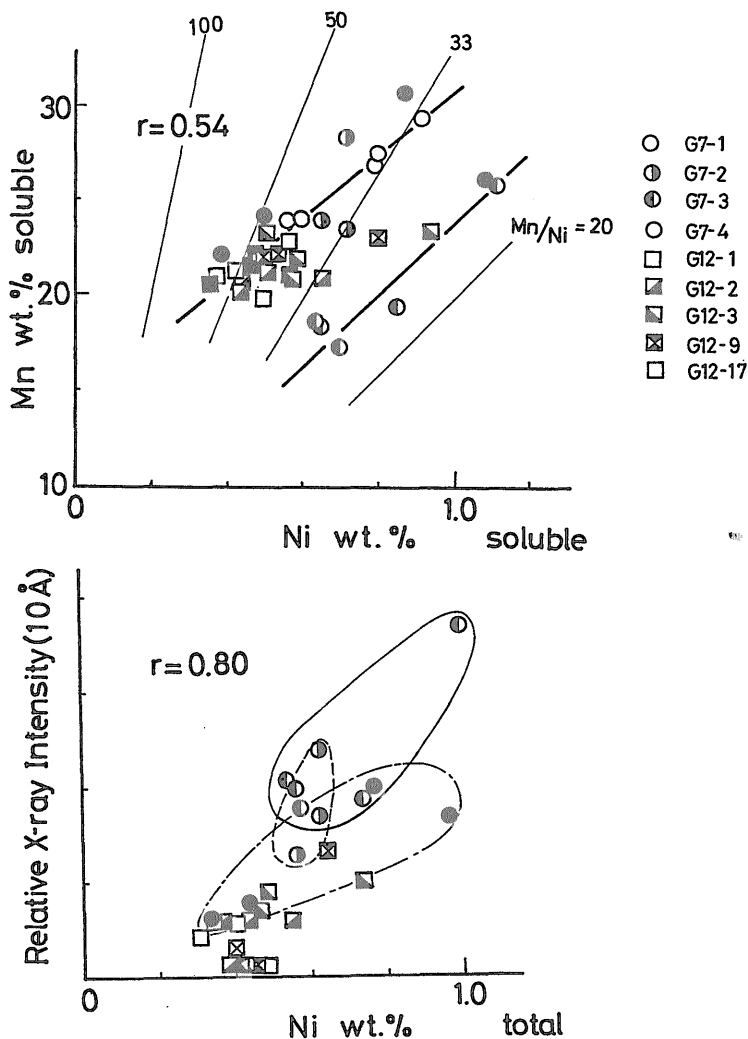 100
50
33
30
r=0.54
Mn wt.% soluble
Mn/Ni = 20
20
10
0
1.0
Ni wt.% soluble
G7-1
G7-2
G7-3
G7-4
G12-1
G12-2
G12-3
G12-9
G12-17
Relative X-ray Intensity(10Å)
r=0.80
0
1.0
Ni wt.% total